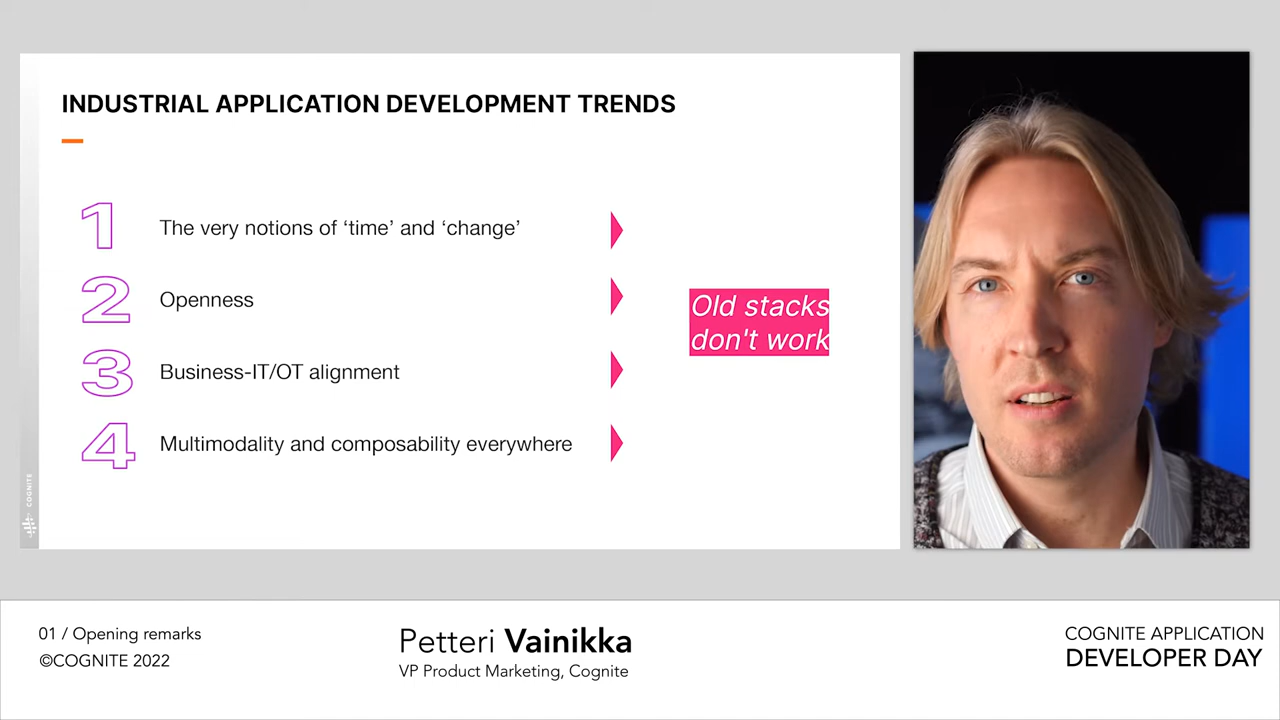 INDUSTRIAL APPLICATION DEVELOPMENT TRENDS
1 The very notions of ‘time’ and ‘change’
2 Openness
3 Business-IT/OT alignment
4 Multimodality and composability everywhere
Old stacks
don't work
COGNITE
01 / Opening remarks
©COGNITE 2022
Petteri Vainikka
VP Product Marketing, Cognite
COGNITE APPLICATION
DEVELOPER DAY